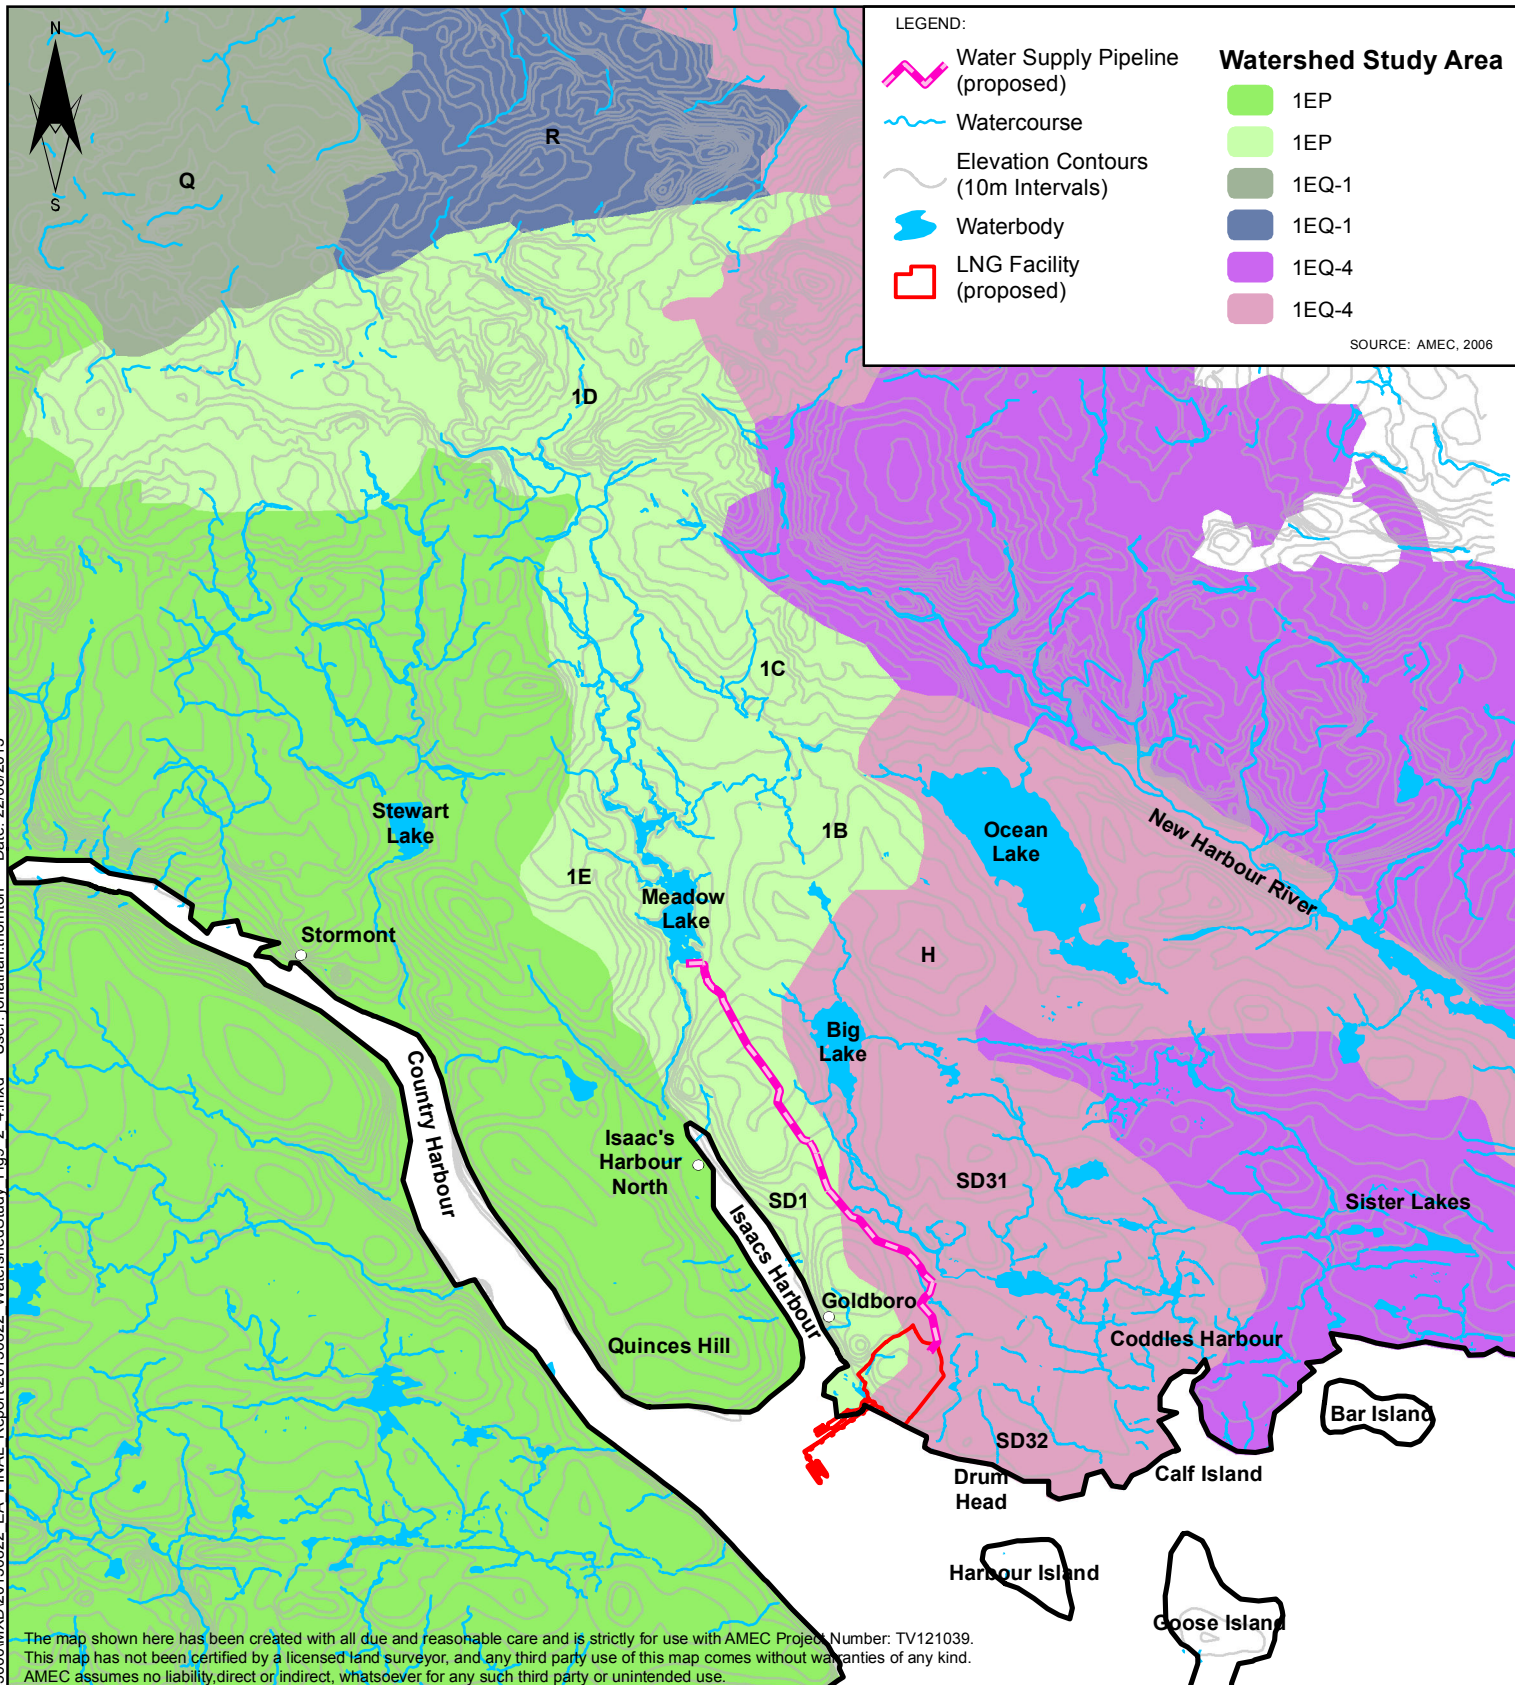 N
S
LEGEND:
Water Supply Pipeline
(proposed)
Watercourse
Elevation Contours
(10m Intervals)
Waterbody
LNG Facility
(proposed)
Watershed Study Area
1EP
1EP
1EQ-1
1EQ-1
1EQ-4
1EQ-4
SOURCE: AMEC, 2006
R
Q
1D
1C
1B
1E
Stewart
Lake
Ocean
Lake
New Harbour River
Meadow
Lake
Stormont
H
Big
Lake
Country Harbour
Isaac's
Harbour
North
SD1
SD31
Sister Lakes
Isaacs Harbour
Goldboro
Quinces Hill
Coddles Harbour
Bar Island
SD32
Drum
Head
Calf Island
Harbour Island
Goose Island
The map shown here has been created with all due and reasonable care and is strictly for use with AMEC Project Number: TV121039.
This map has not been certified by a licensed land surveyor, and any third party use of this map comes without warranties of any kind.
AMEC assumes no liability,direct or indirect, whatsoever for any such third party or unintended use.